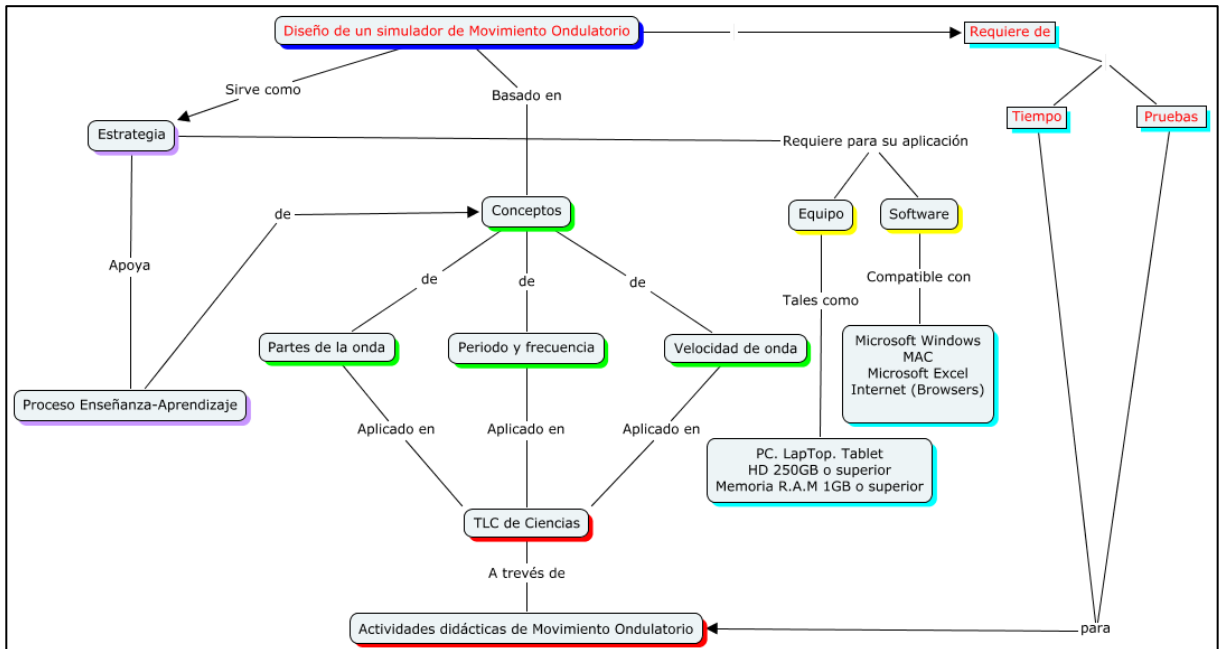 Diseño de un simulador de Movimiento Ondulatorio
Requiere de
Sirve como
Basado en
Estrategia
Tiempo
Pruebas
Requiere para su aplicación
de
Conceptos
Equipo
Software
Apoya
de
de
de
Compatible con
Tales como
Partes de la onda
Periodo y frecuencia
Velocidad de onda
Microsoft Windows
MAC
Microsoft Excel
Internet (Browsers)
Proceso Enseñanza-Aprendizaje
Aplicado en
Aplicado en
Aplicado en
PC. LapTop. Tablet
HD 250GB o superior
Memoria R.A.M 1GB o superior
TLC de Ciencias
A trevés de
Actividades didácticas de Movimiento Ondulatorio
para